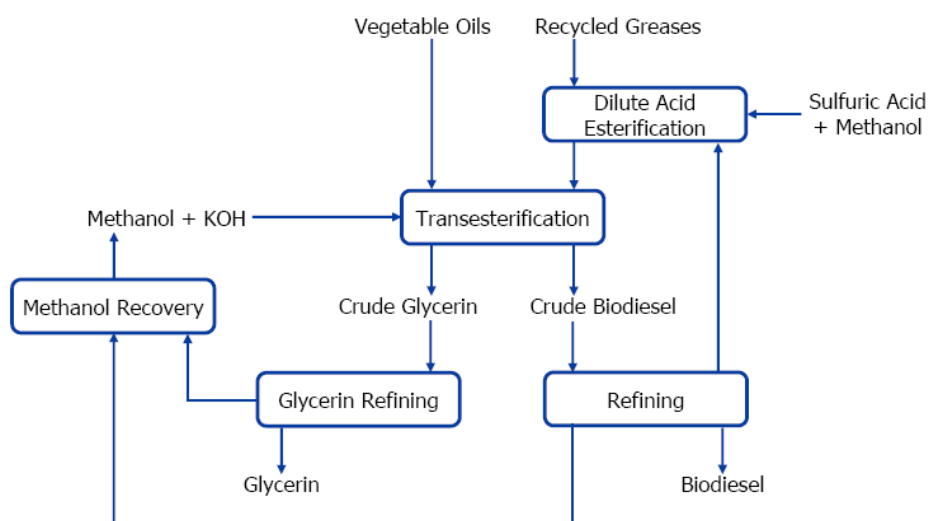 Vegetable Oils
Recycled Greases
Dilute Acid
Esterification
Sulfuric Acid
+ Methanol
Methanol + KOH
Transesterification
Methanol Recovery
Crude Glycerin
Crude Biodiesel
Glycerin Refining
Refining
Glycerin
Biodiesel